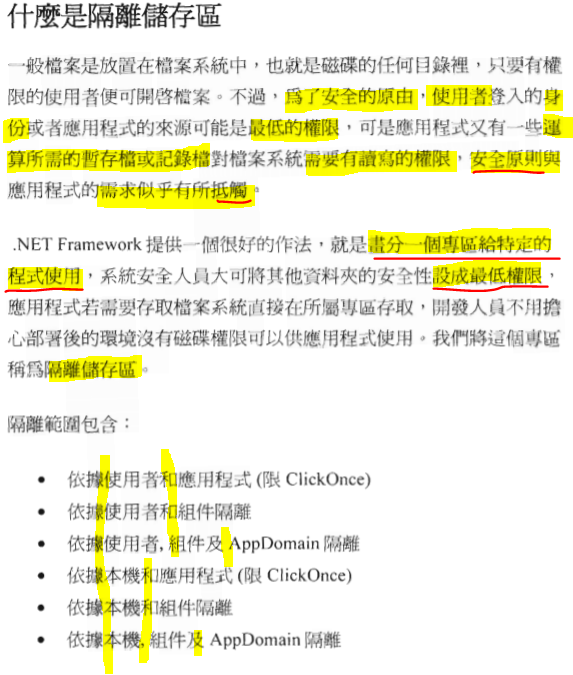 什麼是隔離儲存區
一般檔案是放置在檔案系統中，也就是磁碟的任何目錄裡，只要有權
限的使用者便可開啓檔案。不過，爲了安全的原由，使用者登入的身
份或者應用程式的來源可能是最低的權限，可是應用程式又有一些運
算所需的暫存檔或記錄檔對檔案系統需要有讀寫的權限，安全原則與
應用程式的需求似乎有所抵觸。
.NET Framework 提供一個很好的作法，就是畫分一個專區給特定的
程式使用，系統安全人員大可將其他資料夾的安全性設成最低權限，
應用程式若需要存取檔案系統直接在所屬專區存取，開發人員不用擔
心部署後的環境沒有磁碟權限可以供應用程式使用。我們將這個專區
稱爲隔離儲存區。
隔離範圍包含：
• 依據使用者和應用程式 (限 ClickOnce)
• 依據使用者和組件隔離
• 依據使用者, 組件及 AppDomain 隔離
• 依據本機和應用程式 (限 ClickOnce)
• 依據本機和組件隔離
• 依據本機, 組件及 AppDomain 隔離